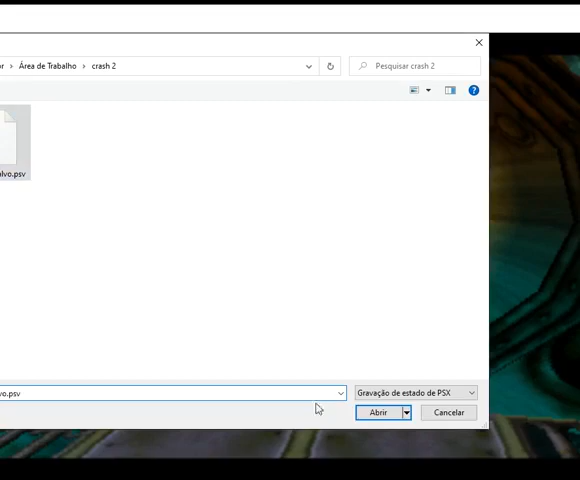 or › Área de Trabalho › crash 2
Pesquisar crash 2
?
alvo.psv
vo.psv
Gravação de estado de PSX
Abrir
Cancelar